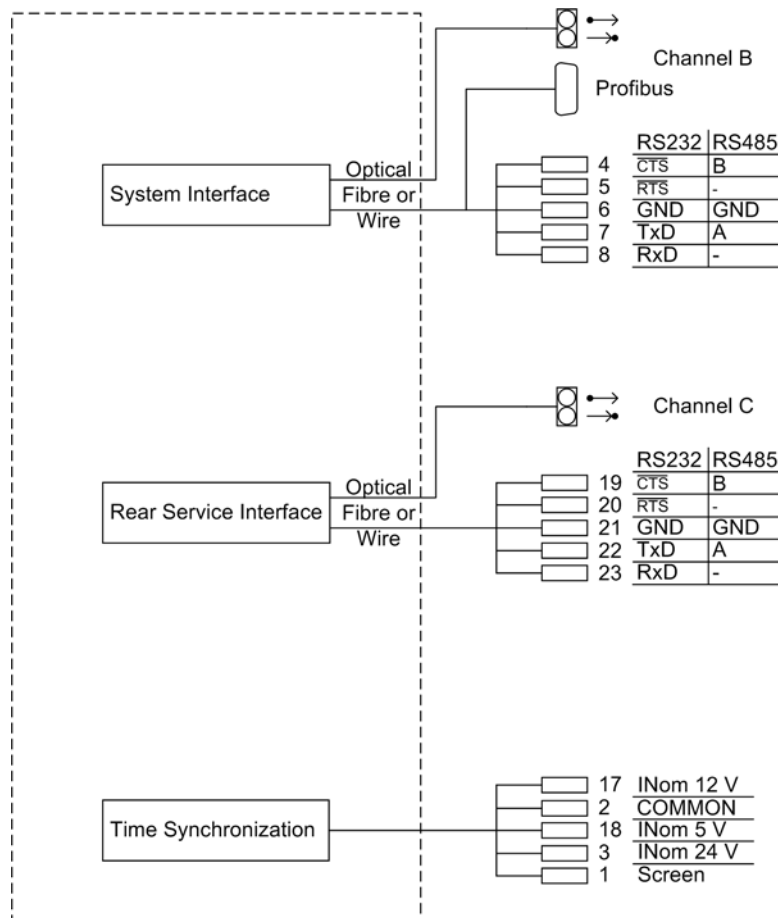 Channel B
Profibus
RS232 RS485
System Interface
Optical
Fibre or
Wire
4 CTS B
5 RTS -
6 GND GND
7 TxD A
8 RxD -
Channel C
RS232 RS485
Rear Service Interface
Optical
Fibre or
Wire
19 CTS B
20 RTS -
21 GND GND
22 TxD A
23 RxD -
Time Synchronization
17 INom 12 V
2 COMMON
18 INom 5 V
3 INom 24 V
1 Screen